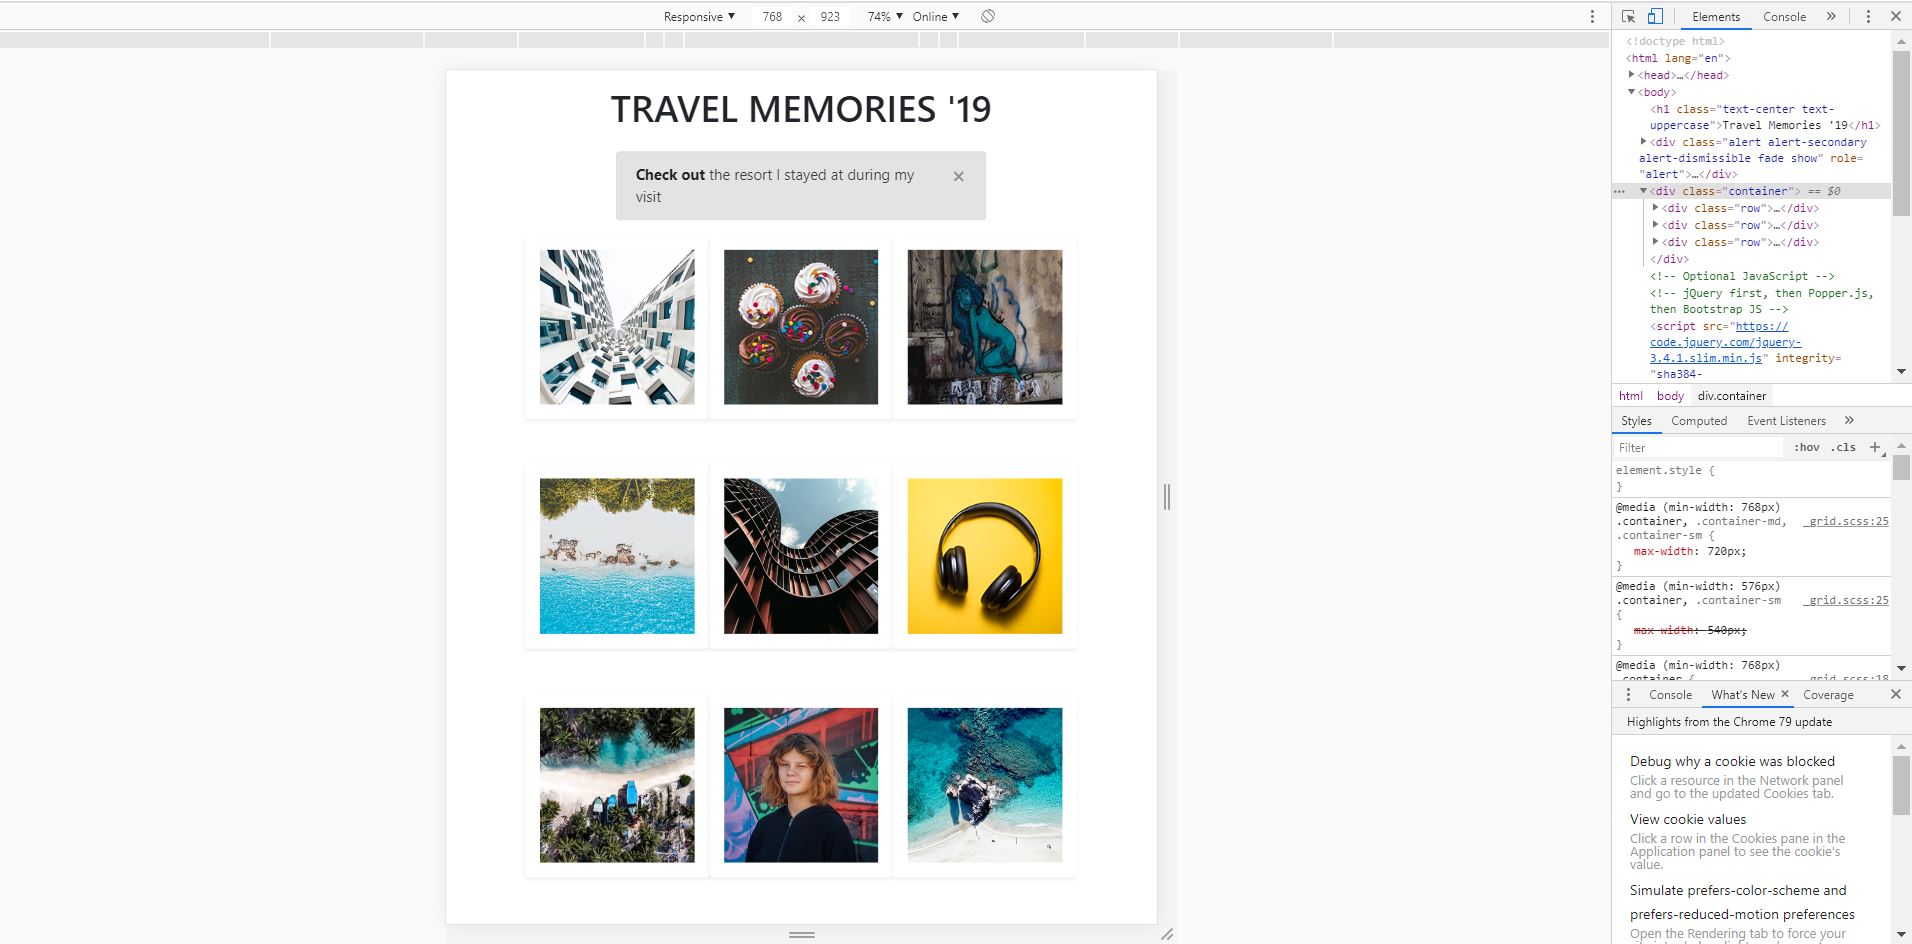 Responsive ▼ 768 x 923 74% ▼ Online ▼
TRAVEL MEMORIES '19
Check out the resort I stayed at during my
visit
×
Elements Console »
<!doctype html>
<html lang="en">
<head>…</head>
<body>
<h1 class="text-center text-
uppercase">Travel Memories '19</h1>
<div class="alert alert-secondary
alert-dismissible fade show" role=
"alert">…</div>
<div class="container"> == $0
<div class="row">…</div>
<div class="row">…</div>
<div class="row">…</div>
</div>
<!-- Optional JavaScript -->
<!-- jQuery first, then Popper.js,
then Bootstrap JS -->
<script src="https://
code.jquery.com/jquery-
3.4.1.slim.min.js" integrity=
"sha384-
html body div.container
Styles Computed Event Listeners »
Filter :hov .cls +
element.style {
}
@media (min-width: 768px)
.container, .container-md, _grid.scss:25
.container-sm {
max-width: 720px;
}
@media (min-width: 576px)
.container, .container-sm _grid.scss:25
{
max-width: 540px;
}
@media (min-width: 768px)
.container { _grid.scss:18
Console What's New × Coverage
Highlights from the Chrome 79 update
Debug why a cookie was blocked
Click a resource in the Network panel
and go to the updated Cookies tab.
View cookie values
Click a row in the Cookies pane in the
Application panel to see the cookie's
value.
Simulate prefers-color-scheme and
prefers-reduced-motion preferences
Open the Rendering tab to force your